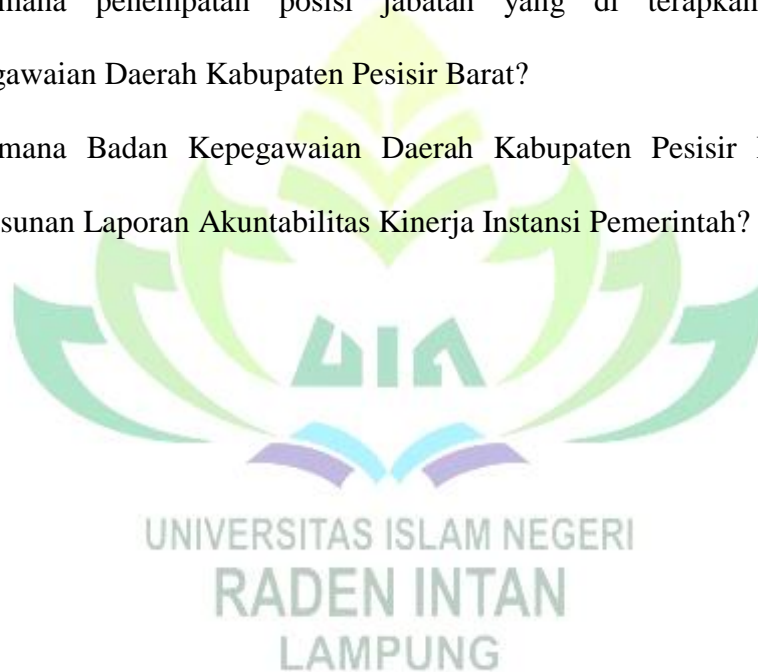 mana penempatan posisi jabatan yang di terapkan
gawaian Daerah Kabupaten Pesisir Barat?
mana Badan Kepegawaian Daerah Kabupaten Pesisir
sunan Laporan Akuntabilitas Kinerja Instansi Pemerintah?
UIN
UNIVERSITAS ISLAM NEGERI
RADEN INTAN
LAMPUNG